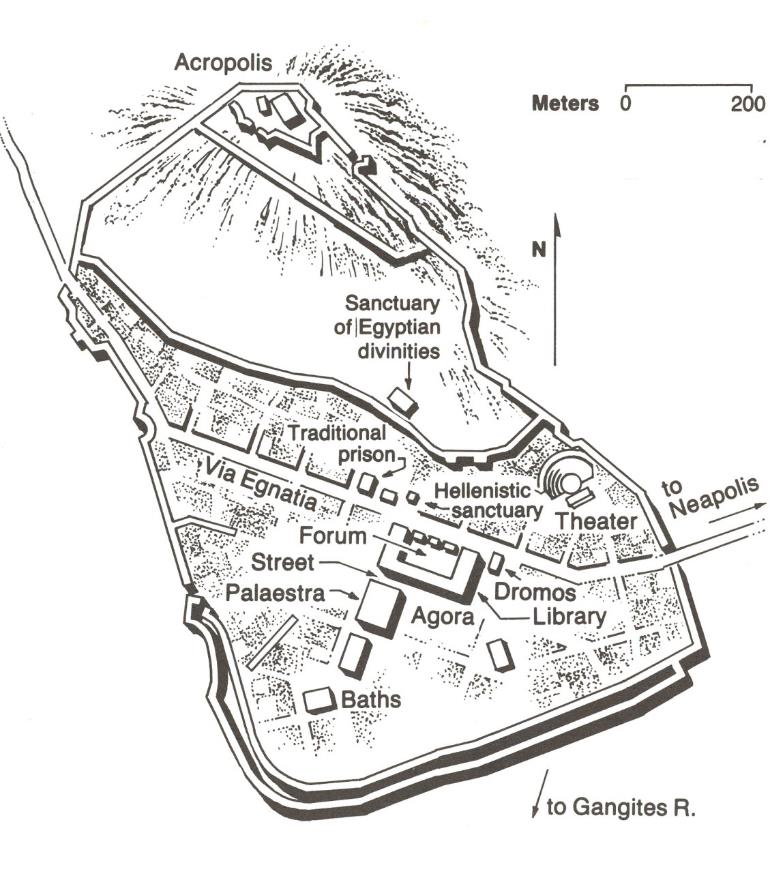 Acropolis
Meters 0 200
N
Sanctuary
of Egyptian
divinities
Traditional
prison
Via Egnatia
Hellenistic
sanctuary
to
Neapolis
Theater
Forum
Street
Palaestra
Dromos
Agora
Library
Baths
to Gangites R.